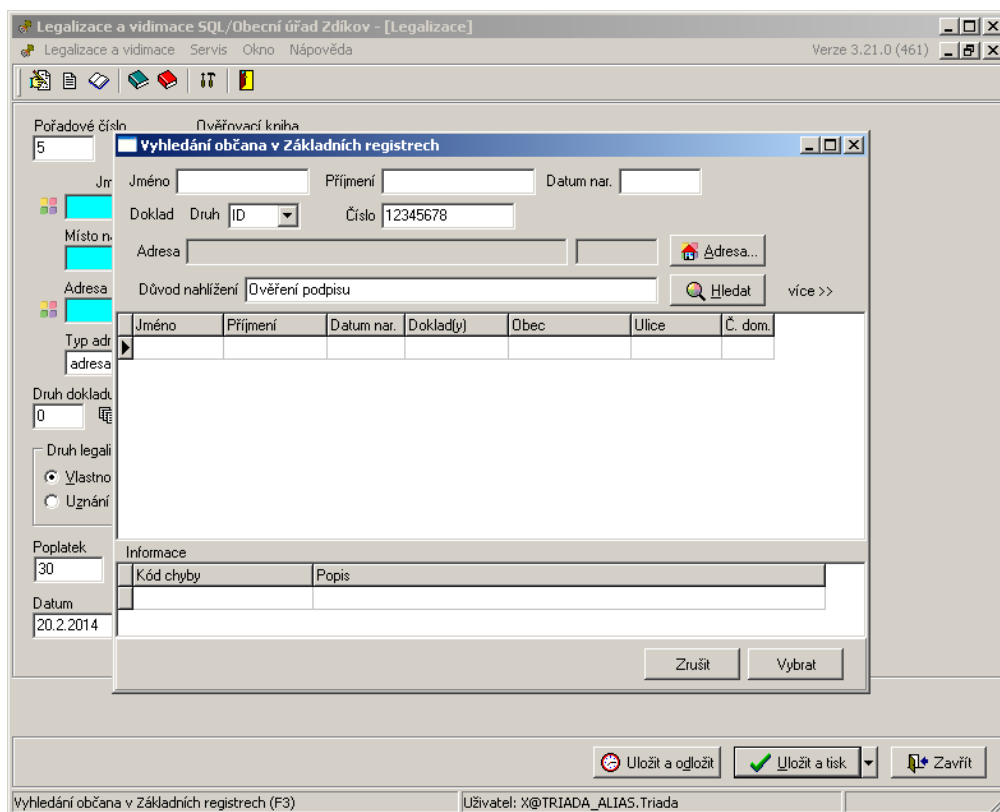 Legalizace a vidimace SQL/Obecní úřad Zdíkov - [Legalizace]
Legalizace a vidimace Servis Okno Nápověda Verze 3.21.0 (461)
Pořadové číslo Ověřovací kniha
5
Vyhledání občana v Základních registrech
Jméno Příjmení Datum nar.
Doklad Druh ID Číslo 12345678
Adresa Adresa...
Důvod nahlížení Ověření podpisu Hledat více >>
Jméno Příjmení Datum nar. Doklad(y) Obec Ulice Č. dom.
Informace
Kód chyby Popis
Zrušit Vybrat
Jm
Místo n
Adresa
Typ adr
adresa
Druh dokladu
0
Druh legali
Vlastno
Uznání
Poplatek
30
Datum
20.2.2014
Uložit a odložit Uložit a tisk Zavřít
Vyhledání občana v Základních registrech (F3) Uživatel: X@TRIADA_ALIAS.Triada